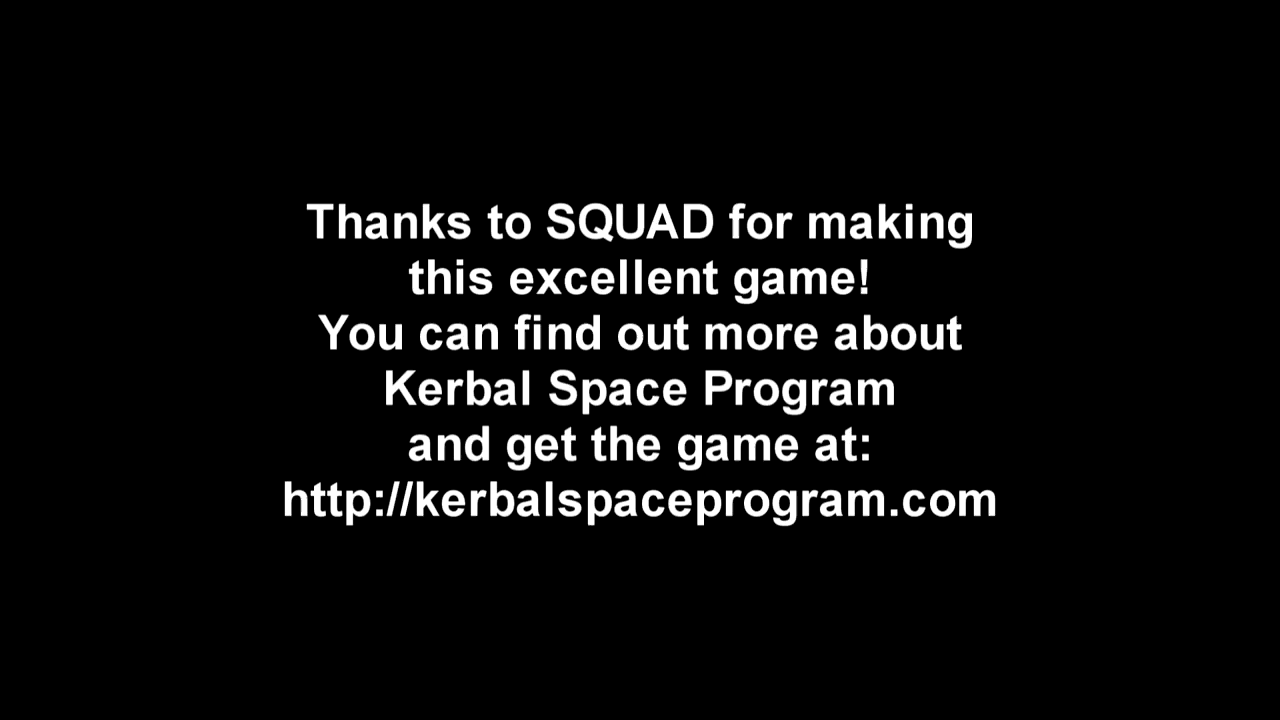 Thanks to SQUAD for making
this excellent game!
You can find out more about
Kerbal Space Program
and get the game at:
http://kerbalspaceprogram.com